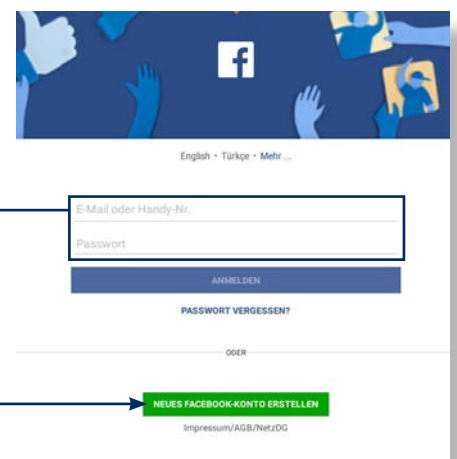 f
English • Türkçe • Mehr ...
E-Mail oder Handy-Nr.
Passwort
ANMELDEN
PASSWORT VERGESSEN?
ODER
NEUES FACEBOOK-KONTO ERSTELLEN
Impressum/AGB/NetzDG